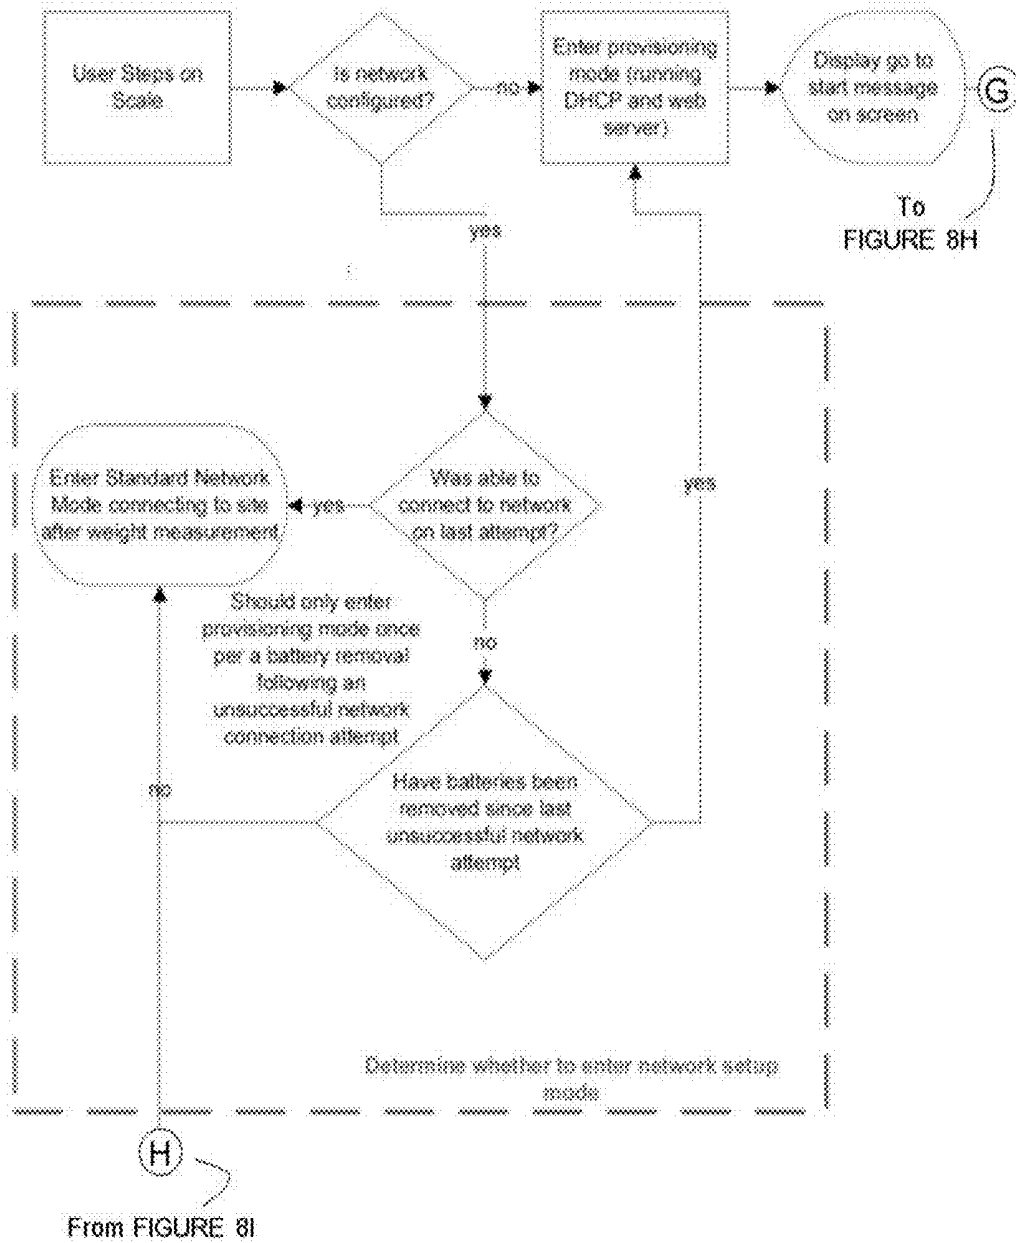 User Steps on
Scale
Is network
configured?
no
Enter provisioning
mode (running
DHCP and web
server)
Display go to
start message
on screen
G
To
FIGURE 8H
yes
Enter Standard Network
Mode connecting to site
after weight measurement
yes
Was able to
connect to network
on last attempt?
yes
Should only enter
provisioning mode once
per a battery removal
following an
unsuccessful network
connection attempt
no
no
Have batteries been
removed since last
unsuccessful network
attempt
Determine whether to enter network setup
mode
H
From FIGURE 8I